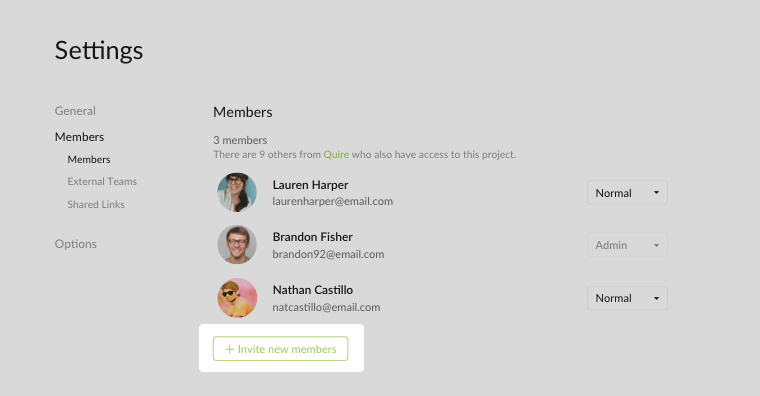 Settings
General
Members
Members
External Teams
Shared Links
Options
Members
3 members
There are 9 others from Quire who also have access to this project.
Lauren Harper
laurenharper@email.com
Normal
Brandon Fisher
brandon92@email.com
Admin
Nathan Castillo
natcastillo@email.com
Normal
+ Invite new members